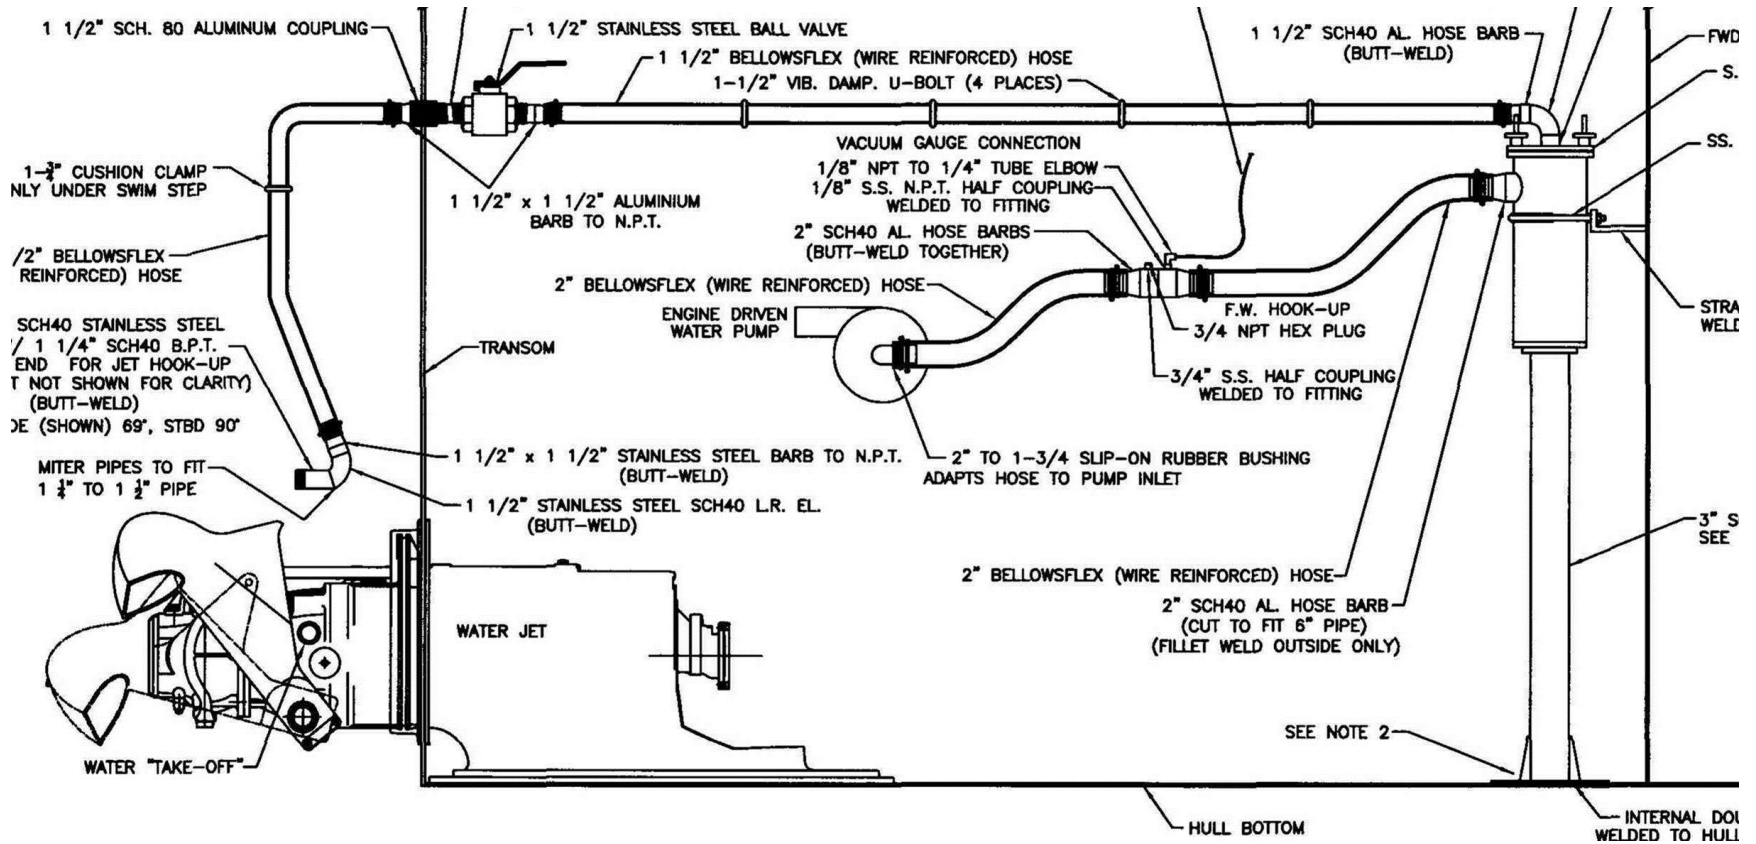 1 1/2" SCH. 80 ALUMINUM COUPLING
1 1/2" STAINLESS STEEL BALL VALVE
1 1/2" BELLOWSFLEX (WIRE REINFORCED) HOSE
1-1/2" VIB. DAMP. U-BOLT (4 PLACES)
1 1/2" SCH40 AL. HOSE BARB
(BUTT-WELD)
FWD
S.
SS.
1-3/4" CUSHION CLAMP
NLY UNDER SWIM STEP
1 1/2" x 1 1/2" ALUMINIUM
BARB TO N.P.T.
VACUUM GAUGE CONNECTION
1/8" NPT TO 1/4" TUBE ELBOW
1/8" S.S. N.P.T. HALF COUPLING
WELDED TO FITTING
2" SCH40 AL. HOSE BARBS
(BUTT-WELD TOGETHER)
/2" BELLOWSFLEX
REINFORCED) HOSE
2" BELLOWSFLEX (WIRE REINFORCED) HOSE
ENGINE DRIVEN
WATER PUMP
F.W. HOOK-UP
3/4 NPT HEX PLUG
3/4" S.S. HALF COUPLING
WELDED TO FITTING
STRA
WELD
SCH40 STAINLESS STEEL
/ 1 1/4" SCH40 B.P.T.
END FOR JET HOOK-UP
T NOT SHOWN FOR CLARITY)
(BUTT-WELD)
DE (SHOWN) 69°, STBD 90°
TRANSOM
MITER PIPES TO FIT
1 1/4" TO 1 1/2" PIPE
1 1/2" x 1 1/2" STAINLESS STEEL BARB TO N.P.T.
(BUTT-WELD)
1 1/2" STAINLESS STEEL SCH40 L.R. EL.
(BUTT-WELD)
2" TO 1-3/4 SLIP-ON RUBBER BUSHING
ADAPTS HOSE TO PUMP INLET
3" S
SEE
2" BELLOWSFLEX (WIRE REINFORCED) HOSE
2" SCH40 AL. HOSE BARB
(CUT TO FIT 6" PIPE)
(FILLET WELD OUTSIDE ONLY)
WATER JET
SEE NOTE 2
WATER "TAKE-OFF"
HULL BOTTOM
INTERNAL DOU
WELDED TO HULL